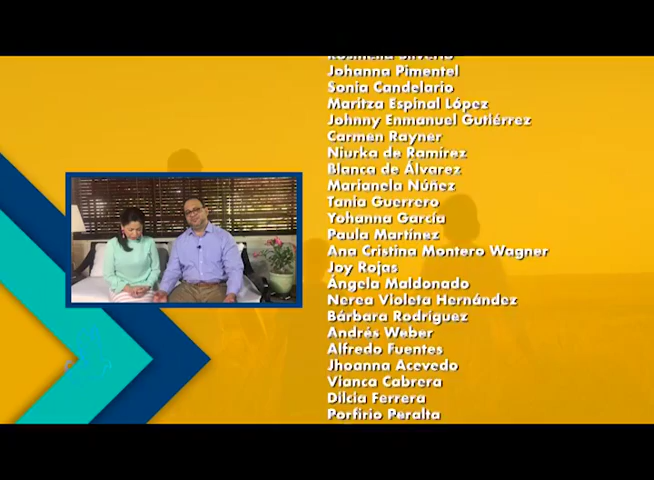 Johanna Pimentel
Sonia Candelario
Maritza Espinal López
Johnny Enmanuel Gutiérrez
Carmen Rayner
Niurka de Ramírez
Blanca de Álvarez
Marianela Núñez
Tania Guerrero
Yohanna García
Paula Martínez
Ana Cristina Montero Wagner
Joy Rojas
Ángela Maldonado
Nerea Violeta Hernández
Bárbara Rodríguez
Andrés Weber
Alfredo Fuentes
Jhoanna Acevedo
Vianca Cabrera
Dilcia Ferrera
Porfirio Peralta